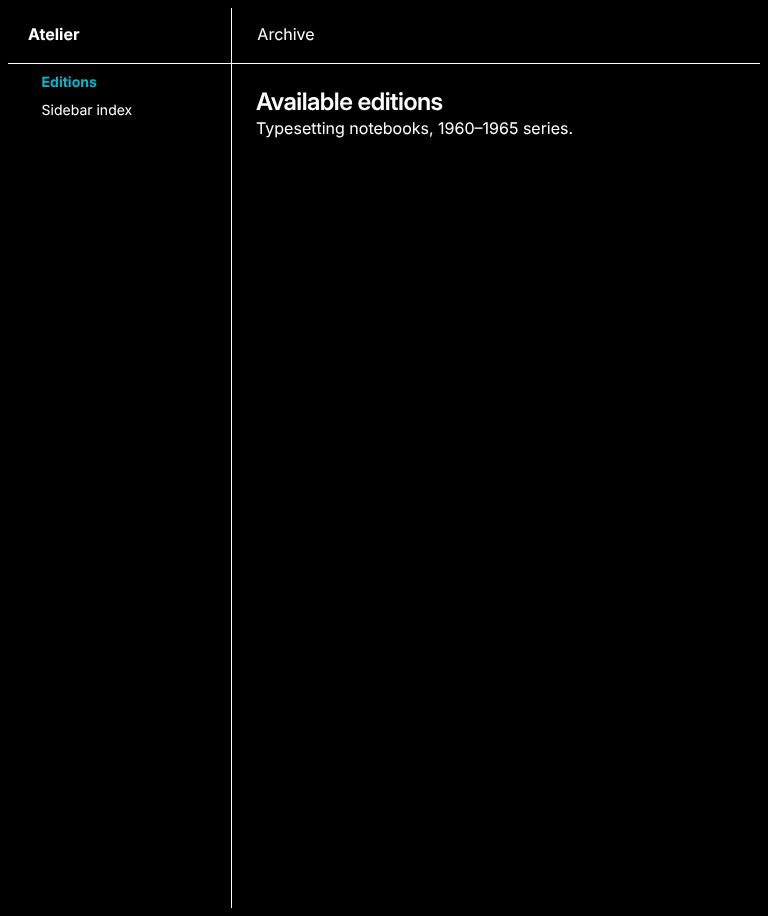 Atelier
Archive
Editions
Sidebar index
Available editions
Typesetting notebooks, 1960–1965 series.